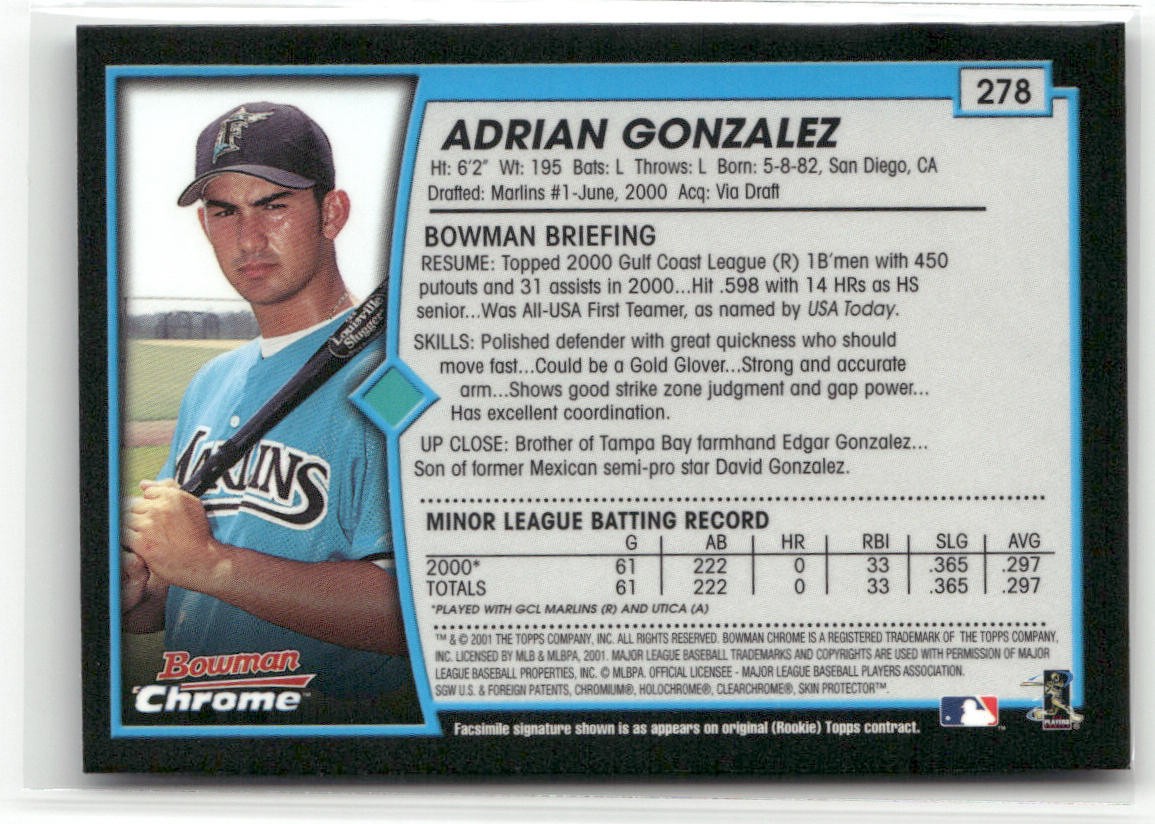 278
ADRIAN GONZALEZ
Ht: 6'2" Wt: 195 Bats: L Throws: L Born: 5-8-82, San Diego, CA
Drafted: Marlins #1-June, 2000 Acq: Via Draft
BOWMAN BRIEFING
RESUME: Topped 2000 Gulf Coast League (R) 1B'men with 450
putouts and 31 assists in 2000...Hit .598 with 14 HRs as HS
senior...Was All-USA First Teamer, as named by USA Today.
SKILLS: Polished defender with great quickness who should
move fast...Could be a Gold Glover...Strong and accurate
arm...Shows good strike zone judgment and gap power...
Has excellent coordination.
UP CLOSE: Brother of Tampa Bay farmhand Edgar Gonzalez...
Son of former Mexican semi-pro star David Gonzalez.
MINOR LEAGUE BATTING RECORD
G AB HR RBI SLG AVG
2000* 61 222 0 33 .365 .297
TOTALS 61 222 0 33 .365 .297
*PLAYED WITH GCL MARLINS (R) AND UTICA (A)
™ & © 2001 THE TOPPS COMPANY, INC. ALL RIGHTS RESERVED. BOWMAN CHROME IS A REGISTERED TRADEMARK OF THE TOPPS COMPANY,
INC. LICENSED BY MLB & MLBPA, 2001. MAJOR LEAGUE BASEBALL TRADEMARKS AND COPYRIGHTS ARE USED WITH PERMISSION OF MAJOR
LEAGUE BASEBALL PROPERTIES, INC. © MLBPA. OFFICIAL LICENSEE - MAJOR LEAGUE BASEBALL PLAYERS ASSOCIATION.
SGW U.S. & FOREIGN PATENTS, CHROMIUM®, HOLOCHROME®, CLEARCHROME®, SKIN PROTECTOR™.
Facsimile signature shown is as appears on original (Rookie) Topps contract.
F
Louisville
Slugger
MARLINS
Bowman
Chrome™
PLAYERS